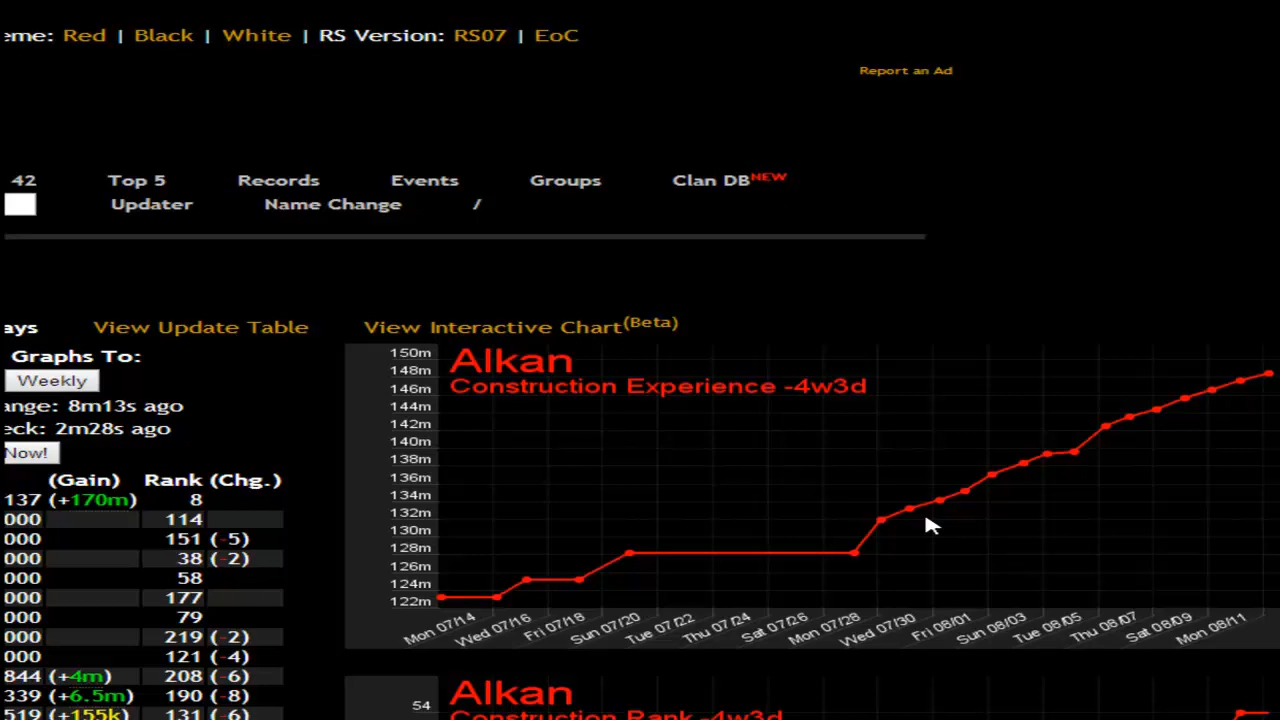 eme: Red | Black | White | RS Version: RS07 | EoC
Report an Ad
42 Top 5 Records Events Groups Clan DB NEW
Updater Name Change /
ays View Update Table View Interactive Chart (Beta)
Graphs To:
Weekly
ange: 8m13s ago
eck: 2m28s ago
Now!
(Gain) Rank (Chg.)
137 (+170m) 8
000 114
000 151 (-5)
000 38 (-2)
000 58
000 177
000 79
000 219 (-2)
000 121 (-4)
844 (+4m) 208 (-6)
339 (+6.5m) 190 (-8)
519 (+155k) 131 (-6)
Alkan
Construction Experience -4w3d
150m
148m
146m
144m
142m
140m
138m
136m
134m
132m
130m
128m
126m
124m
122m
Mon 07/14 Wed 07/16 Fri 07/18 Sun 07/20 Tue 07/22 Thu 07/24 Sat 07/26 Mon 07/28 Wed 07/30 Fri 08/01 Sun 08/03 Tue 08/05 Thu 08/07 Sat 08/09 Mon 08/11
Alkan
54
Construction Rank -4w3d